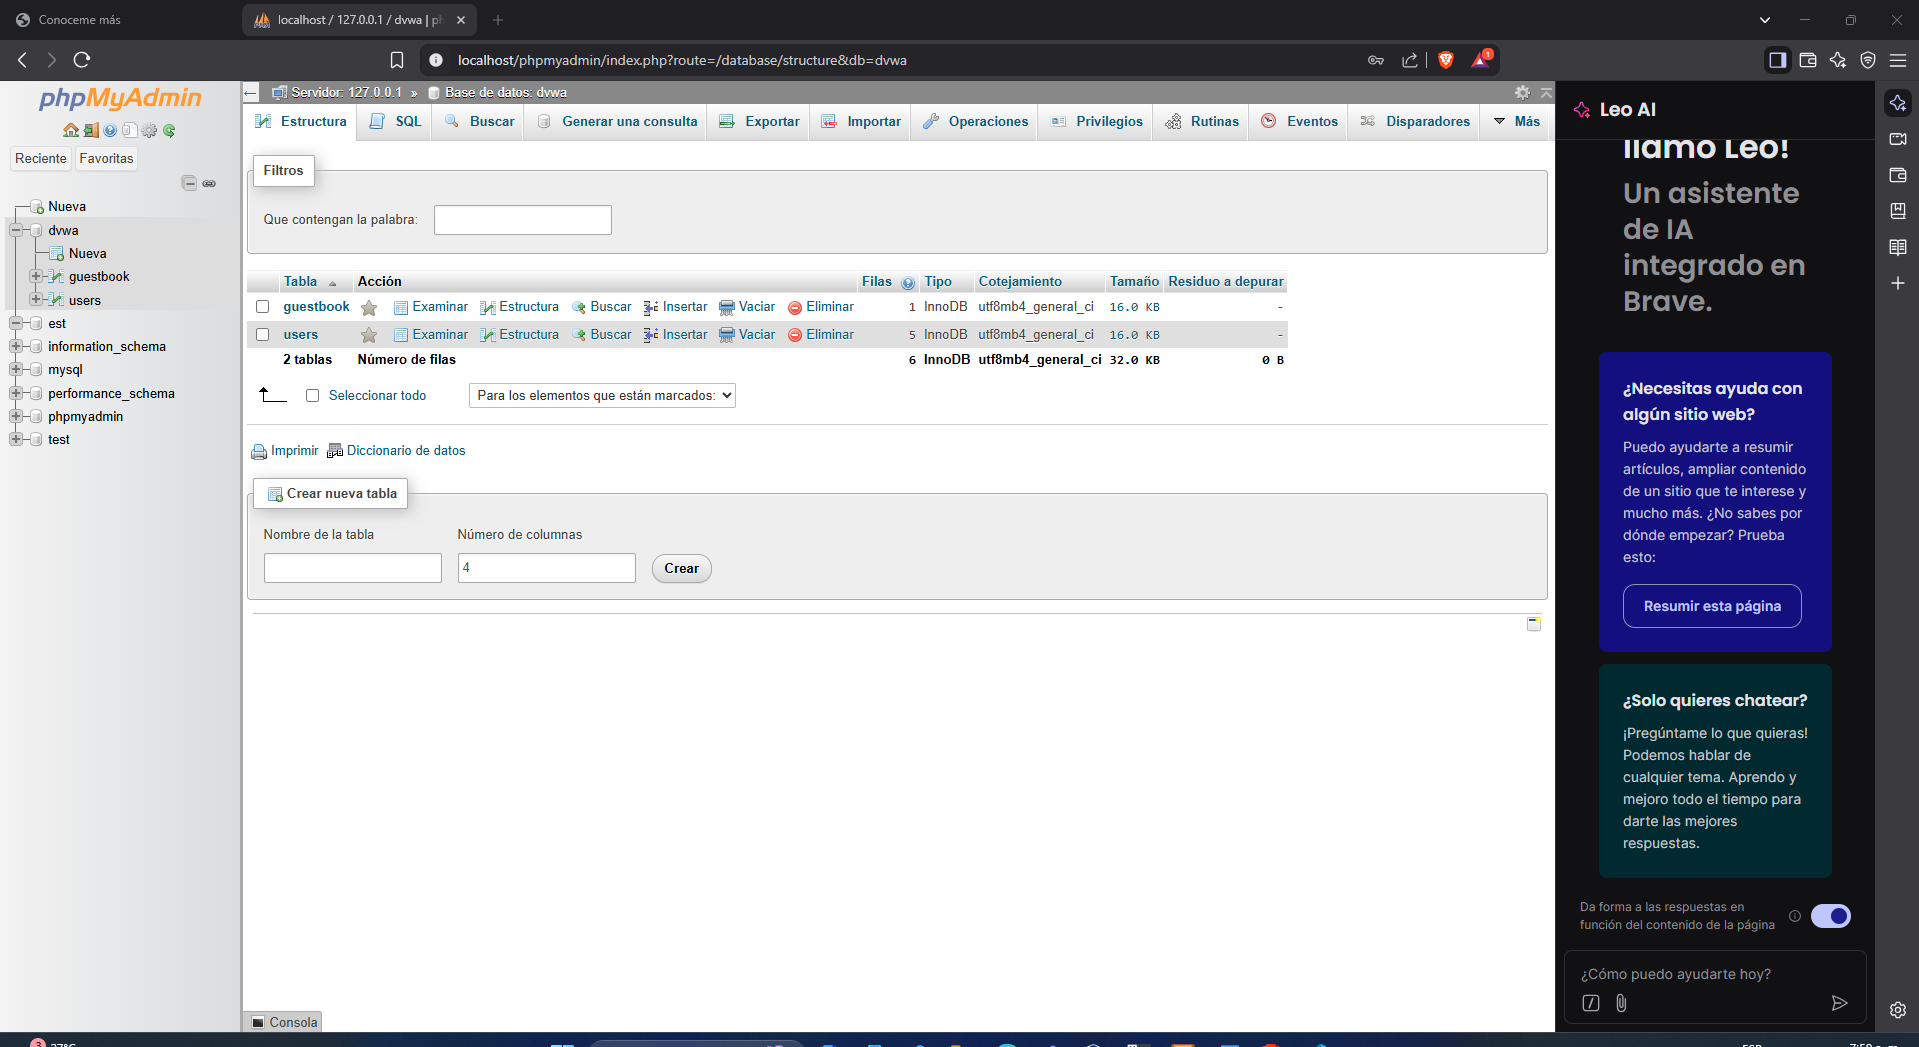 Conoceme más
localhost / 127.0.0.1 / dvwa | ph
localhost/phpmyadmin/index.php?route=/database/structure&db=dvwa
1
phpMyAdmin
Reciente Favoritas
Nueva
dvwa
Nueva
guestbook
users
est
information_schema
mysql
performance_schema
phpmyadmin
test
Servidor: 127.0.0.1 » Base de datos: dvwa
Estructura SQL Buscar Generar una consulta Exportar Importar Operaciones Privilegios Rutinas Eventos Disparadores Más
Filtros
Que contengan la palabra:
Tabla Acción Filas Tipo Cotejamiento Tamaño Residuo a depurar
guestbook Examinar Estructura Buscar Insertar Vaciar Eliminar 1 InnoDB utf8mb4_general_ci 16.0 KB -
users Examinar Estructura Buscar Insertar Vaciar Eliminar 5 InnoDB utf8mb4_general_ci 16.0 KB -
2 tablas Número de filas 6 InnoDB utf8mb4_general_ci 32.0 KB 0 B
Seleccionar todo Para los elementos que están marcados:
Imprimir Diccionario de datos
Crear nueva tabla
Nombre de la tabla Número de columnas
4 Crear
Consola
Leo AI
llamo Leo!
Un asistente
de IA
integrado en
Brave.
¿Necesitas ayuda con
algún sitio web?
Puedo ayudarte a resumir
artículos, ampliar contenido
de un sitio que te interese y
mucho más. ¿No sabes por
dónde empezar? Prueba
esto:
Resumir esta página
¿Solo quieres chatear?
¡Pregúntame lo que quieras!
Podemos hablar de
cualquier tema. Aprendo y
mejoro todo el tiempo para
darte las mejores
respuestas.
Da forma a las respuestas en
función del contenido de la página
¿Cómo puedo ayudarte hoy?
3